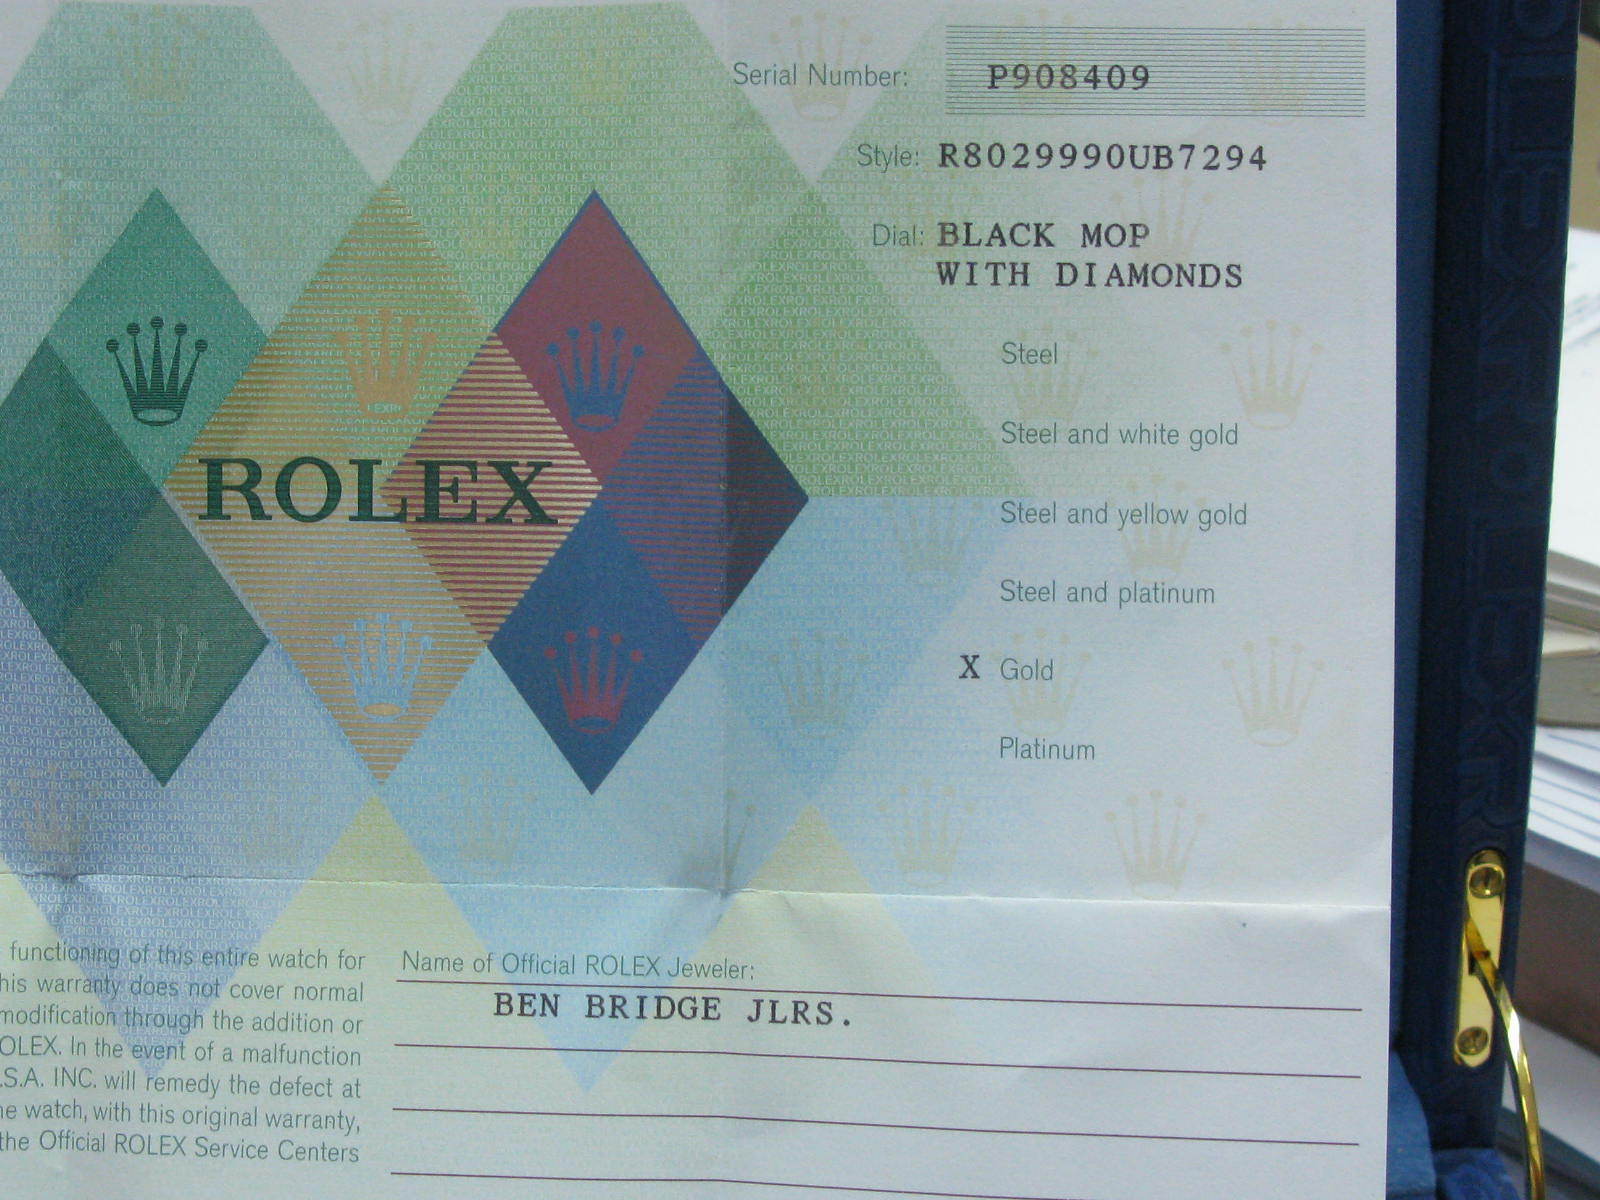 Serial Number: P908409
Style: R8029990UB7294
Dial: BLACK MOP
WITH DIAMONDS
Steel
Steel and white gold
ROLEX
Steel and yellow gold
Steel and platinum
X Gold
Platinum
functioning of this entire watch for
his warranty does not cover normal
modification through the addition or
OLEX. In the event of a malfunction
.S.A. INC. will remedy the defect at
he watch, with this original warranty,
the Official ROLEX Service Centers
Name of Official ROLEX Jeweler:
BEN BRIDGE JLRS.